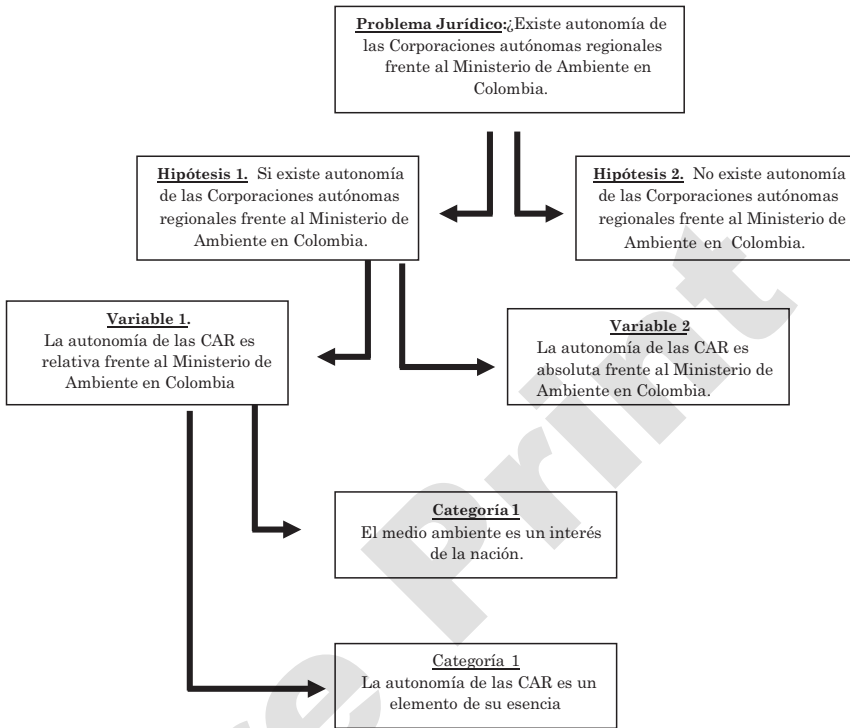 Problema Jurídico:¿Existe autonomía de
las Corporaciones autónomas regionales
frente al Ministerio de Ambiente en
Colombia.
Hipótesis 1. Si existe autonomía
de las Corporaciones autónomas
regionales frente al Ministerio de
Ambiente en Colombia.
Hipótesis 2. No existe autonomía
de las Corporaciones autónomas
regionales frente al Ministerio de
Ambiente en Colombia.
Variable 1.
La autonomía de las CAR es
relativa frente al Ministerio de
Ambiente en Colombia
Variable 2
La autonomía de las CAR es
absoluta frente al Ministerio de
Ambiente en Colombia.
Categoría 1
El medio ambiente es un interés
de la nación.
Categoría 1
La autonomía de las CAR es un
elemento de su esencia
re Print